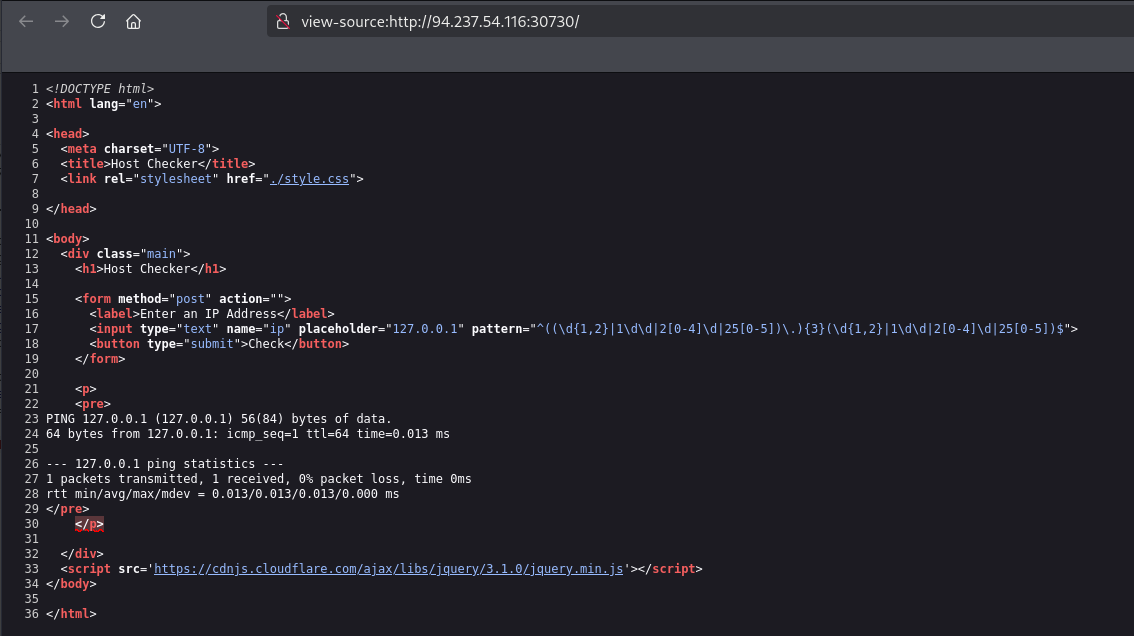 view-source:http://94.237.54.116:30730/
1 <!DOCTYPE html>
2 <html lang="en">
3
4 <head>
5   <meta charset="UTF-8">
6   <title>Host Checker</title>
7   <link rel="stylesheet" href="./style.css">
8
9 </head>
10
11 <body>
12   <div class="main">
13     <h1>Host Checker</h1>
14
15     <form method="post" action="">
16       <label>Enter an IP Address</label>
17       <input type="text" name="ip" placeholder="127.0.0.1" pattern="^((\d{1,2}|1\d\d|2[0-4]\d|25[0-5])\.){3}(\d{1,2}|1\d\d|2[0-4]\d|25[0-5])$">
18       <button type="submit">Check</button>
19     </form>
20
21     <p>
22     <pre>
23 PING 127.0.0.1 (127.0.0.1) 56(84) bytes of data.
24 64 bytes from 127.0.0.1: icmp_seq=1 ttl=64 time=0.013 ms
25
26 --- 127.0.0.1 ping statistics ---
27 1 packets transmitted, 1 received, 0% packet loss, time 0ms
28 rtt min/avg/max/mdev = 0.013/0.013/0.013/0.000 ms
29 </pre>
30     </p>
31
32   </div>
33   <script src='https://cdnjs.cloudflare.com/ajax/libs/jquery/3.1.0/jquery.min.js'></script>
34 </body>
35
36 </html>